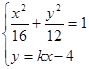 x²/16 + y²/12 = 1
y = kx − 4